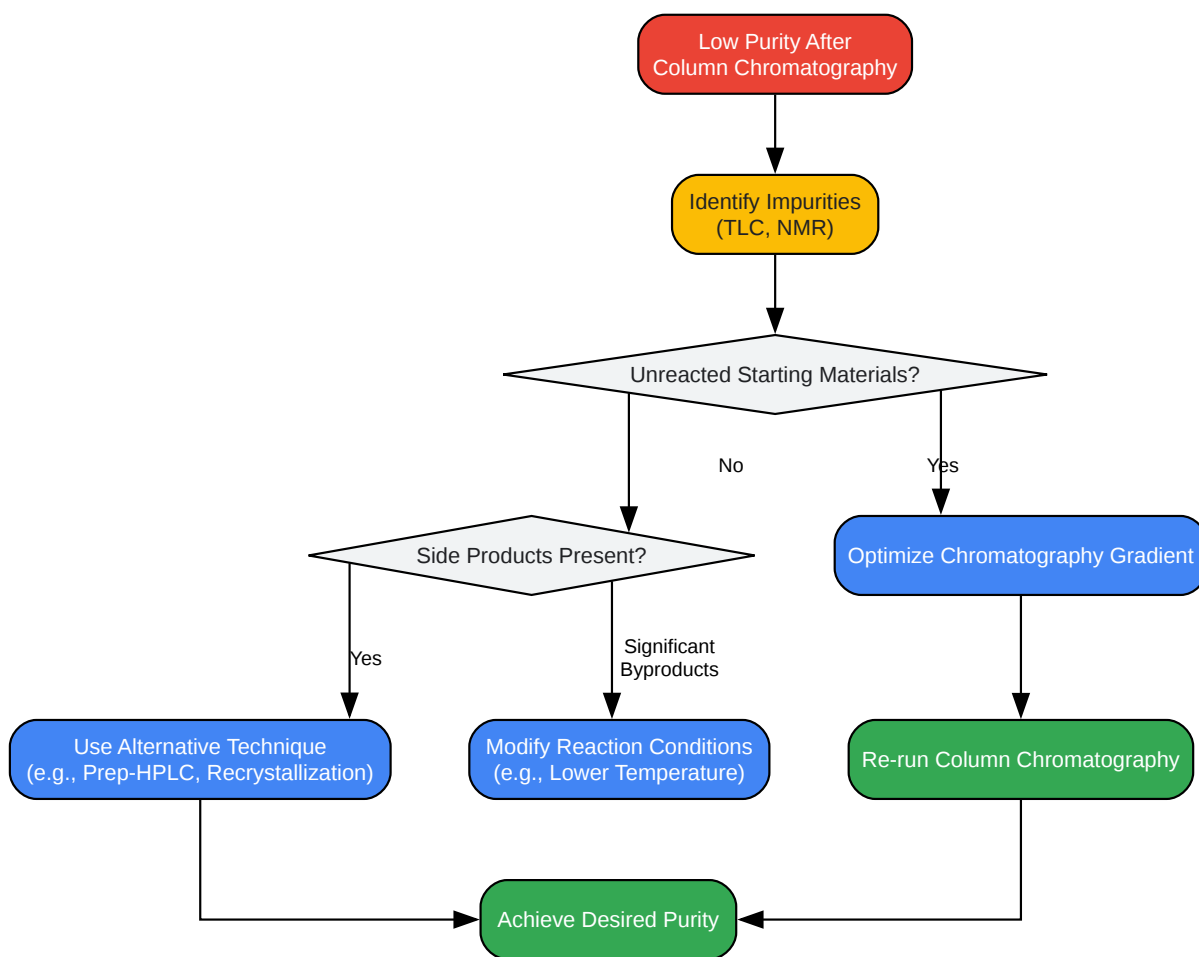 Low Purity After
Column Chromatography
Identify Impurities
(TLC, NMR)
Unreacted Starting Materials?
No
Yes
Side Products Present?
Optimize Chromatography Gradient
Yes
Significant
Byproducts
Use Alternative Technique
(e.g., Prep-HPLC, Recrystallization)
Modify Reaction Conditions
(e.g., Lower Temperature)
Re-run Column Chromatography
Achieve Desired Purity